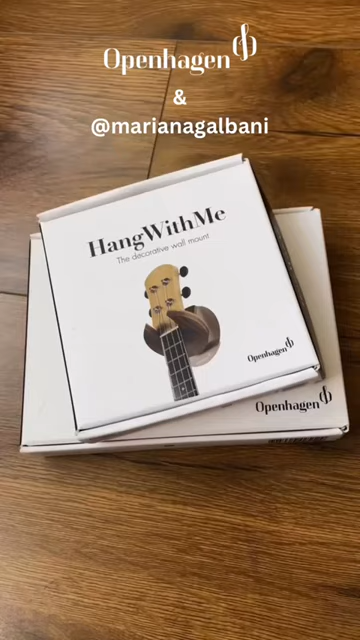 Openhagen
&
@marianagalbani
HangWithMe
The decorative wall mount
Openhagen
Openhagen